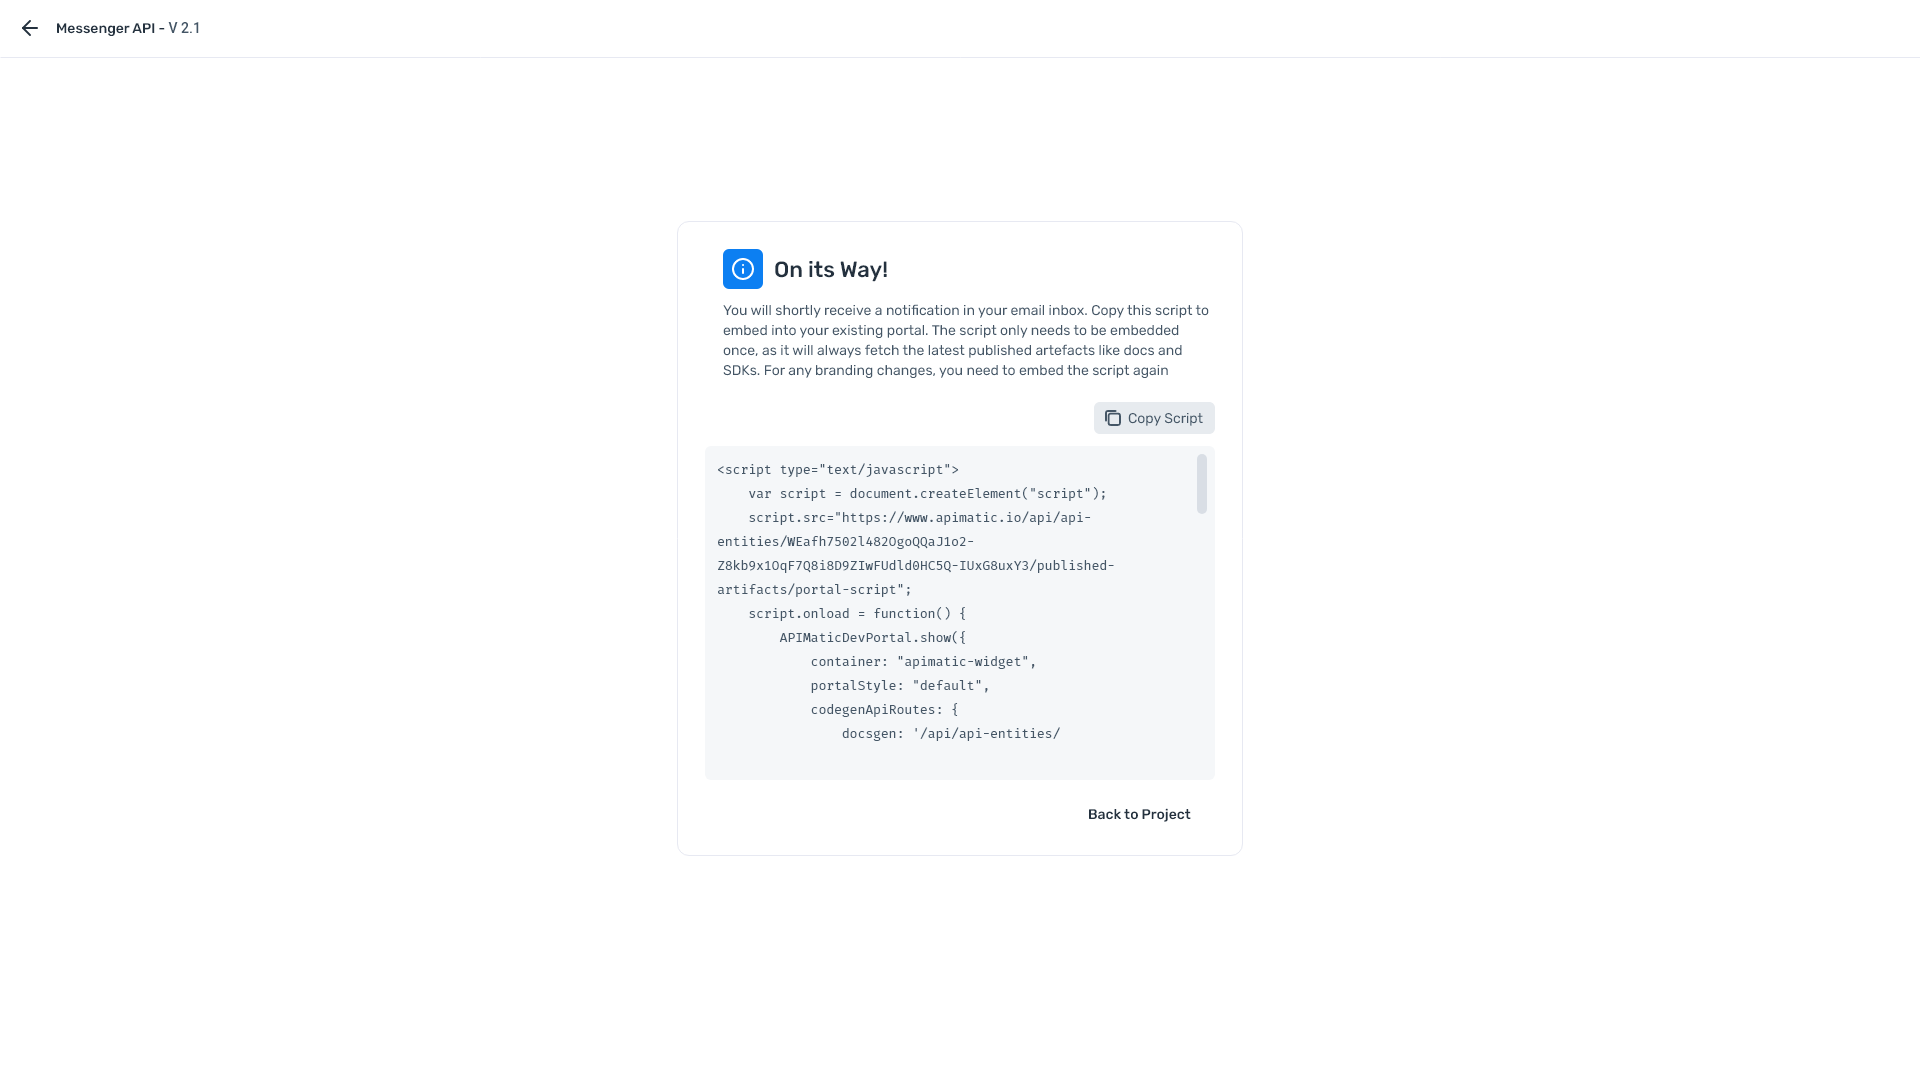 Messenger API - V 2.1
On its Way!
You will shortly receive a notification in your email inbox. Copy this script to
embed into your existing portal. The script only needs to be embedded
once, as it will always fetch the latest published artefacts like docs and
SDKs. For any branding changes, you need to embed the script again
Copy Script
<script type="text/javascript">
    var script = document.createElement("script");
    script.src="https://www.apimatic.io/api/api-
entities/WEafh7502l482OgoQQaJ1o2-
Z8kb9x1OqF7Q8i8D9ZIwFUdld0HC5Q-IUxG8uxY3/published-
artifacts/portal-script";
    script.onload = function() {
        APIMaticDevPortal.show({
            container: "apimatic-widget",
            portalStyle: "default",
            codegenApiRoutes: {
                docsgen: '/api/api-entities/
Back to Project